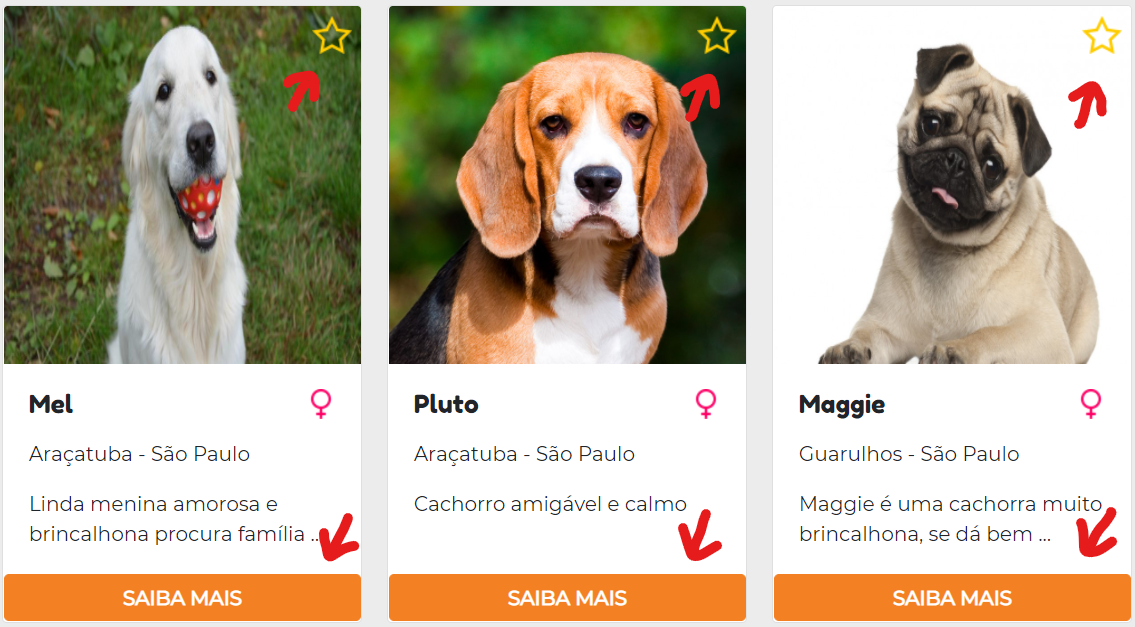 Mel
Araçatuba - São Paulo
Linda menina amorosa e
brincalhona procura família ...
SAIBA MAIS
Pluto
Araçatuba - São Paulo
Cachorro amigável e calmo
SAIBA MAIS
Maggie
Guarulhos - São Paulo
Maggie é uma cachorra muito
brincalhona, se dá bem ...
SAIBA MAIS